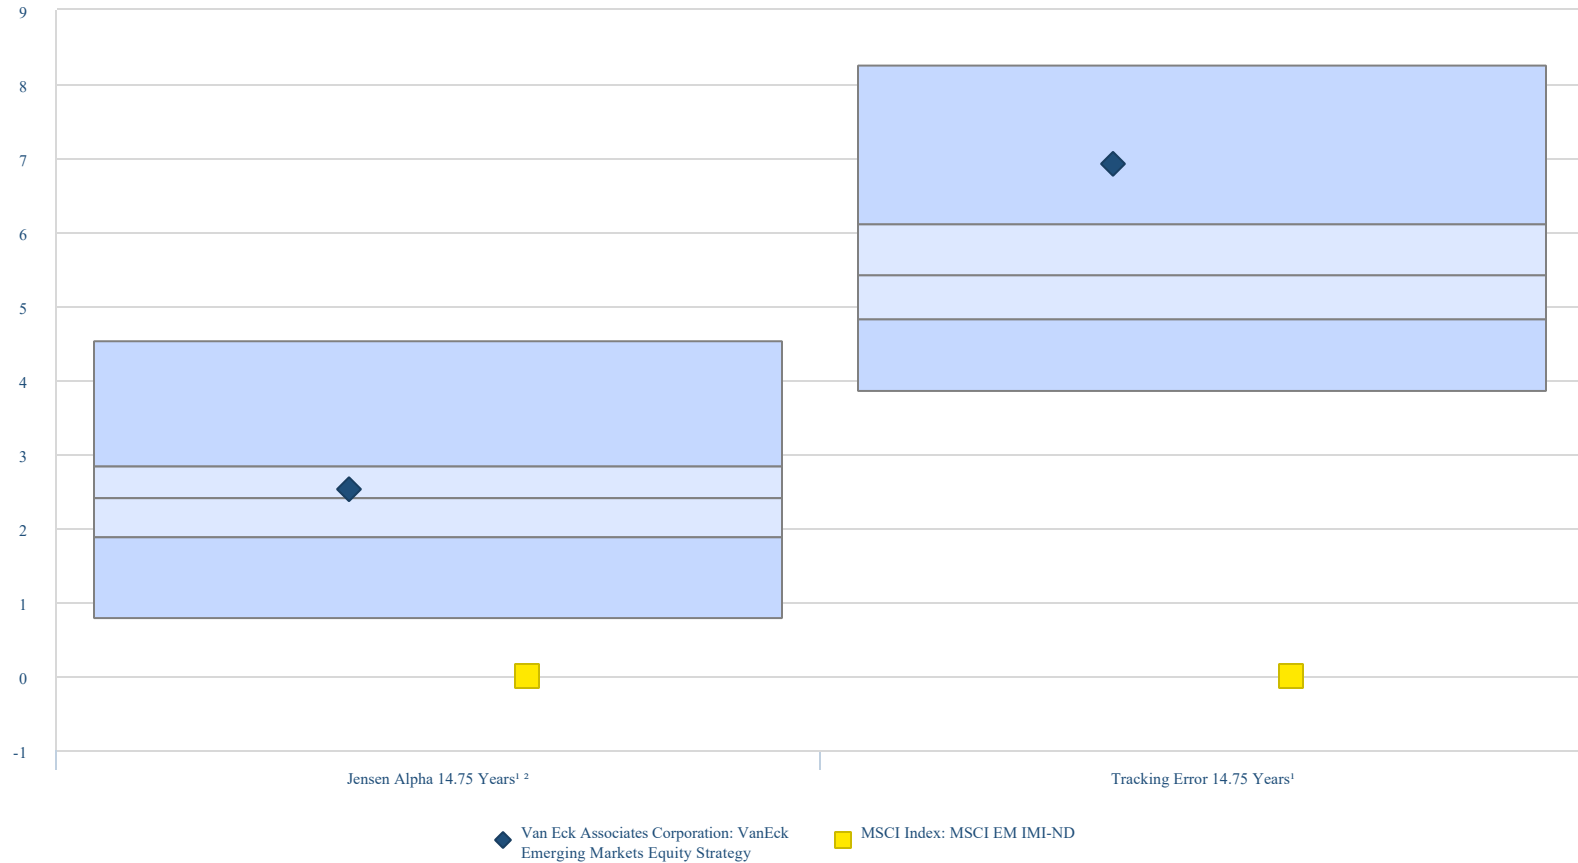 9
8
7
6
5
4
3
2
1
0
-1
Jensen Alpha 14.75 Years¹ ²
Tracking Error 14.75 Years¹
Van Eck Associates Corporation: VanEck
Emerging Markets Equity Strategy
MSCI Index: MSCI EM IMI-ND